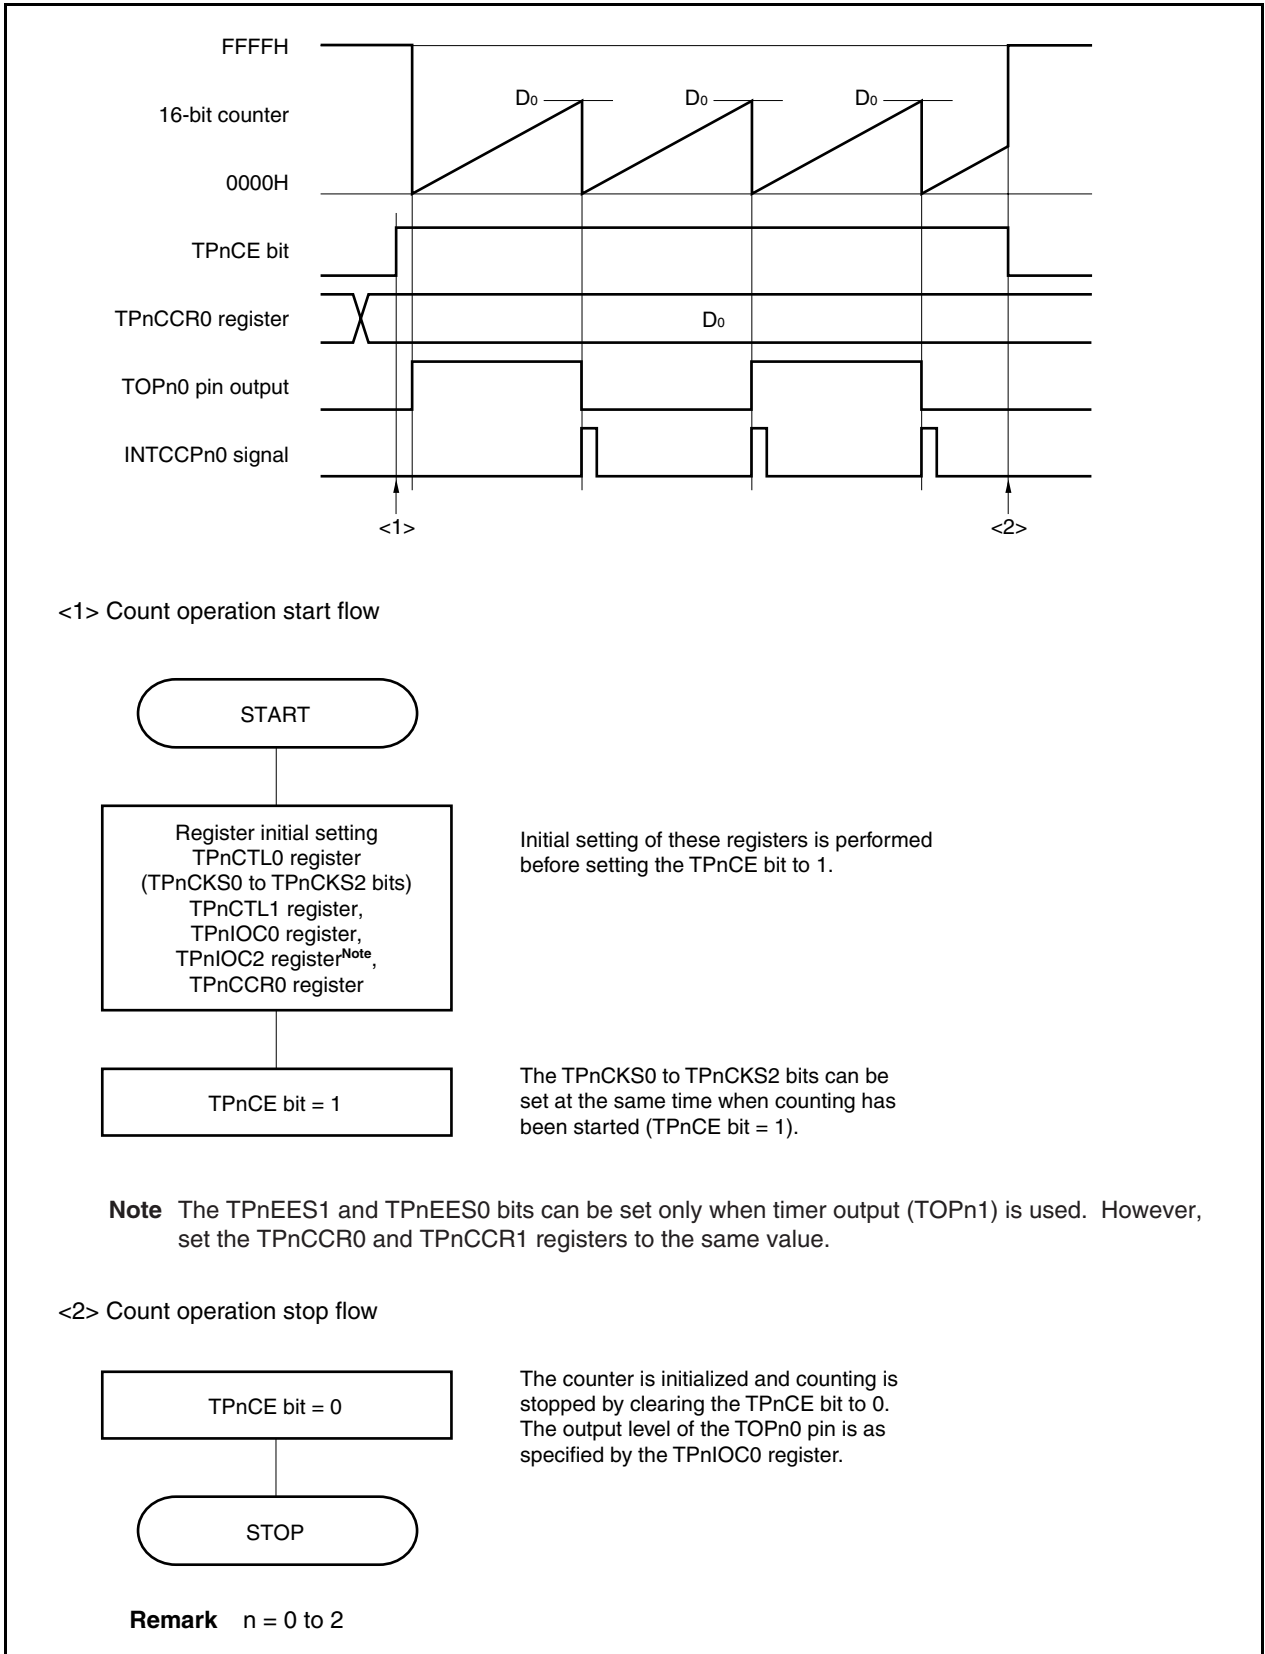 FFFFH
D0 D0 D0
16-bit counter
0000H
TPnCE bit
TPnCCR0 register
D0
TOPn0 pin output
INTCCPn0 signal
<1> <2>
<1> Count operation start flow
START
Register initial setting
TPnCTL0 register
(TPnCKS0 to TPnCKS2 bits)
TPnCTL1 register,
TPnIOC0 register,
TPnIOC2 registerNote,
TPnCCR0 register
Initial setting of these registers is performed
before setting the TPnCE bit to 1.
TPnCE bit = 1
The TPnCKS0 to TPnCKS2 bits can be
set at the same time when counting has
been started (TPnCE bit = 1).
Note The TPnEES1 and TPnEES0 bits can be set only when timer output (TOPn1) is used. However,
set the TPnCCR0 and TPnCCR1 registers to the same value.
<2> Count operation stop flow
TPnCE bit = 0
The counter is initialized and counting is
stopped by clearing the TPnCE bit to 0.
The output level of the TOPn0 pin is as
specified by the TPnIOC0 register.
STOP
Remark n = 0 to 2